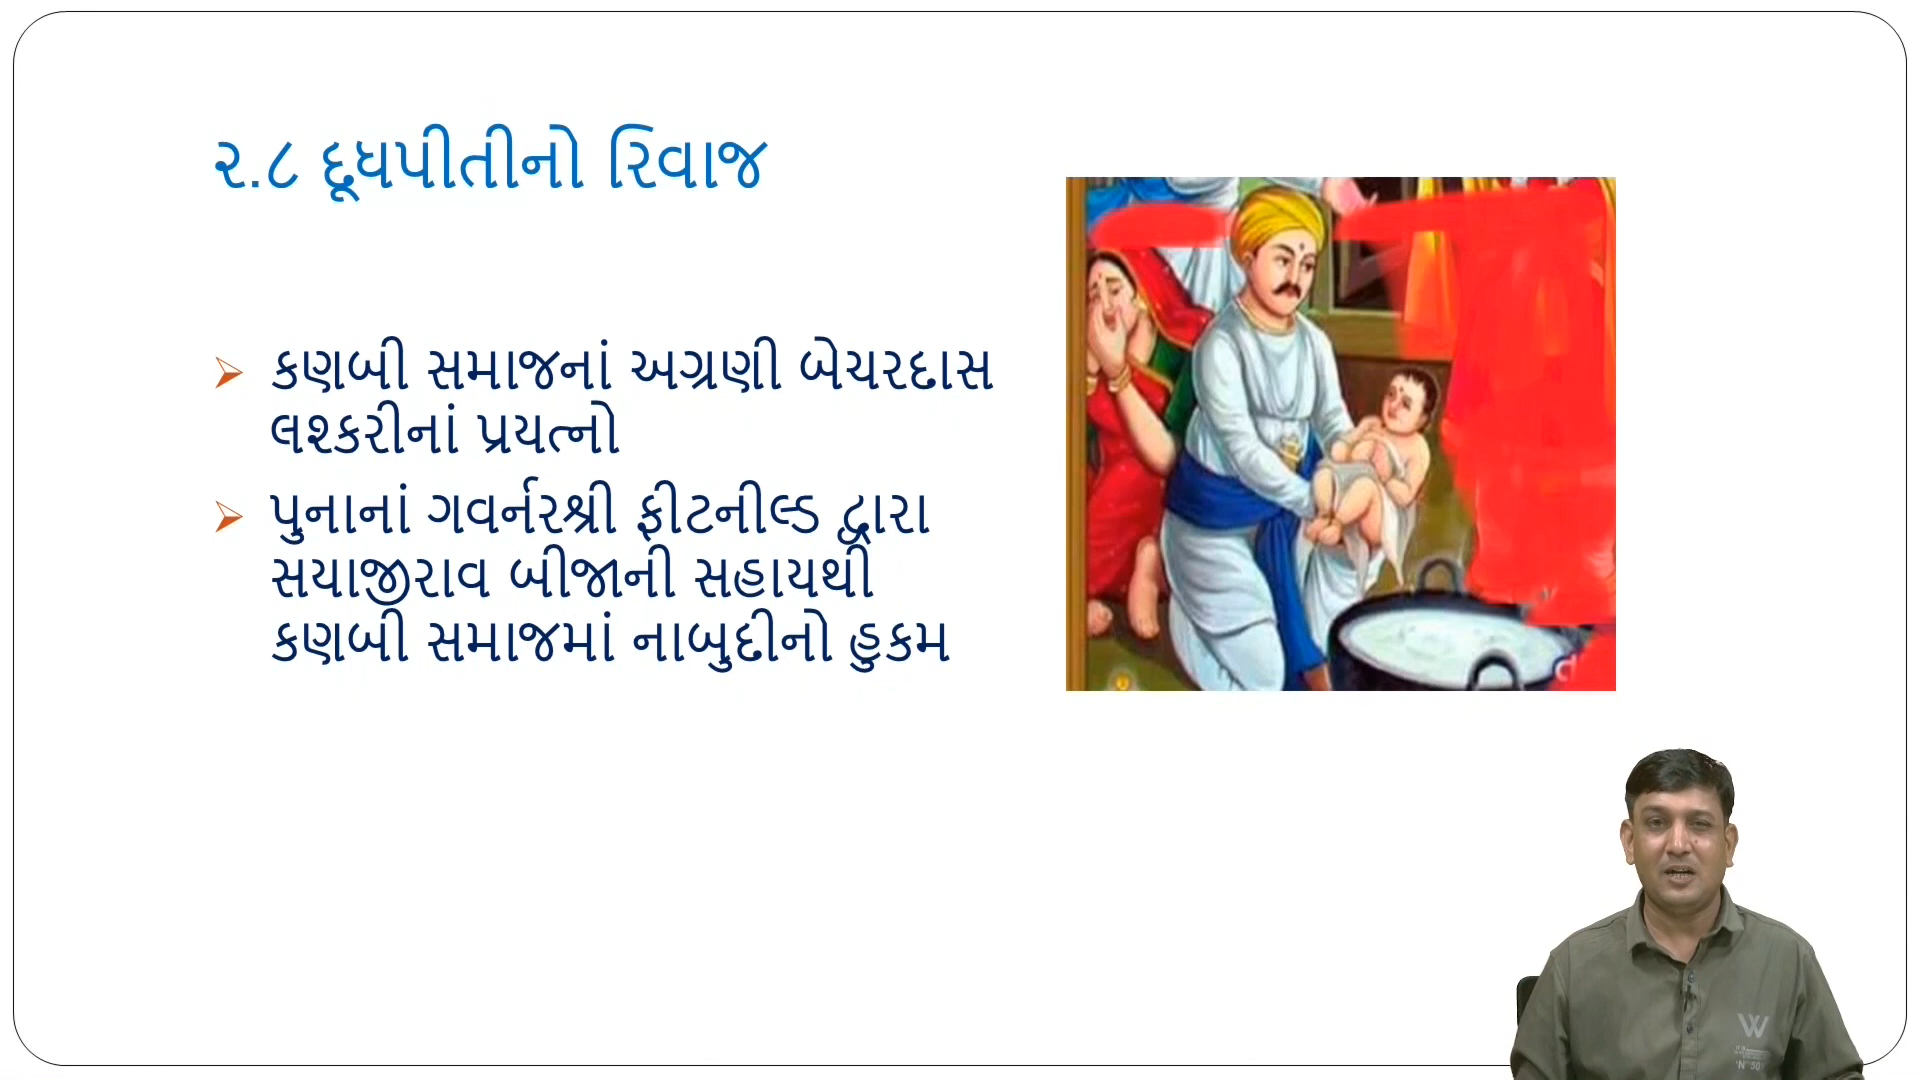 ૨.૮ દૂધપીતીનો રિવાજ
➢ કણબી સમાજનાં અગ્રણી બેચરદાસ
લશ્કરીનાં પ્રયત્નો
➢ પુનાનાં ગવર્નરશ્રી ફીટનીલ્ડ દ્વારા
સયાજીરાવ બીજાની સહાયથી
કણબી સમાજમાં નાબુદીનો હુકમ
W